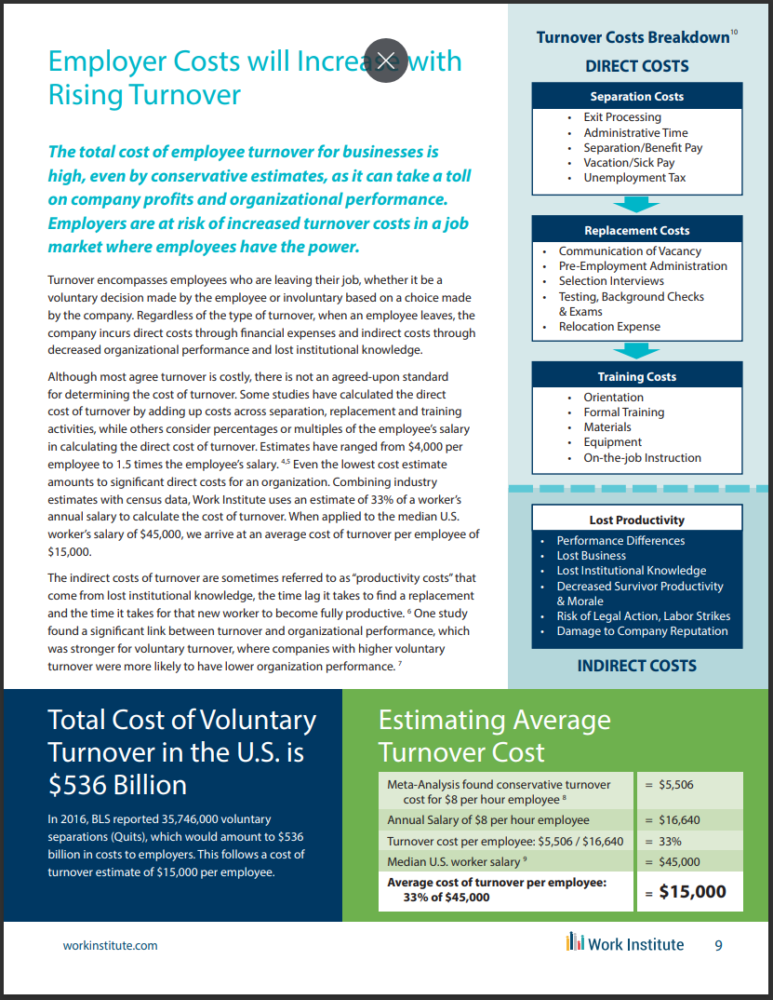 Employer Costs will Increase with
Rising Turnover
The total cost of employee turnover for businesses is
high, even by conservative estimates, as it can take a toll
on company profits and organizational performance.
Employers are at risk of increased turnover costs in a job
market where employees have the power.
Turnover encompasses employees who are leaving their job, whether it be a
voluntary decision made by the employee or involuntary based on a choice made
by the company. Regardless of the type of turnover, when an employee leaves, the
company incurs direct costs through financial expenses and indirect costs through
decreased organizational performance and lost institutional knowledge.
Although most agree turnover is costly, there is not an agreed-upon standard
for determining the cost of turnover. Some studies have calculated the direct
cost of turnover by adding up costs across separation, replacement and training
activities, while others consider percentages or multiples of the employee's salary
in calculating the direct cost of turnover. Estimates have ranged from $4,000 per
employee to 1.5 times the employee's salary. 4,5 Even the lowest cost estimate
amounts to significant direct costs for an organization. Combining industry
estimates with census data, Work Institute uses an estimate of 33% of a worker's
annual salary to calculate the cost of turnover. When applied to the median U.S.
worker's salary of $45,000, we arrive at an average cost of turnover per employee of
$15,000.
The indirect costs of turnover are sometimes referred to as "productivity costs" that
come from lost institutional knowledge, the time lag it takes to find a replacement
and the time it takes for that new worker to become fully productive. 6 One study
found a significant link between turnover and organizational performance, which
was stronger for voluntary turnover, where companies with higher voluntary
turnover were more likely to have lower organization performance. 7
Turnover Costs Breakdown10
DIRECT COSTS
Separation Costs
• Exit Processing
• Administrative Time
• Separation/Benefit Pay
• Vacation/Sick Pay
• Unemployment Tax
Replacement Costs
• Communication of Vacancy
• Pre-Employment Administration
• Selection Interviews
• Testing, Background Checks
& Exams
• Relocation Expense
Training Costs
• Orientation
• Formal Training
• Materials
• Equipment
• On-the-job Instruction
Lost Productivity
• Performance Differences
• Lost Business
• Lost Institutional Knowledge
• Decreased Survivor Productivity
& Morale
• Risk of Legal Action, Labor Strikes
• Damage to Company Reputation
INDIRECT COSTS
Total Cost of Voluntary
Turnover in the U.S. is
$536 Billion
In 2016, BLS reported 35,746,000 voluntary
separations (Quits), which would amount to $536
billion in costs to employers. This follows a cost of
turnover estimate of $15,000 per employee.
Estimating Average
Turnover Cost
Meta-Analysis found conservative turnover
cost for $8 per hour employee 8 = $5,506
Annual Salary of $8 per hour employee = $16,640
Turnover cost per employee: $5,506 / $16,640 = 33%
Median U.S. worker salary 9 = $45,000
Average cost of turnover per employee:
33% of $45,000 = $15,000
workinstitute.com
Work Institute
9